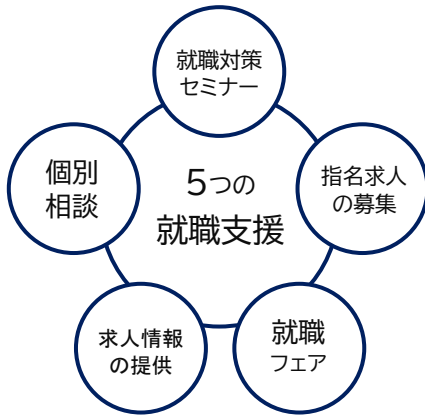 就職対策
セミナー
個別
相談
5つの
就職支援
指名求人
の募集
求人情報
の提供
就職
フェア